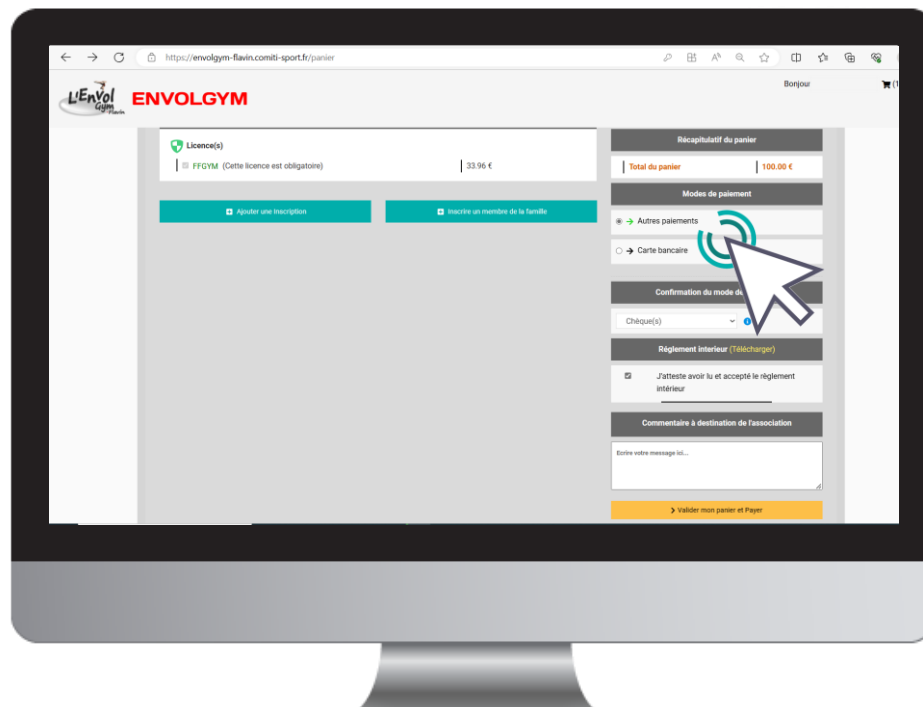 https://envolgym-flavin.comiti-sport.fr/panier
Bonjour
(1
L'Envol
Gym
Flavin
ENVOLGYM
Licence(s)
FFGYM (Cette licence est obligatoire)
33.96 €
Ajouter une Inscription
Inscrire un membre de la famille
Récapitulatif du panier
Total du panier
100.00 €
Modes de paiement
Autres paiements
Carte bancaire
Confirmation du mode de
Chèque(s)
Réglement interieur (Télécharger)
J'atteste avoir lu et accepté le règlement
intérieur
Commentaire à destination de l'association
Ecrire votre message ici...
Valider mon panier et Payer